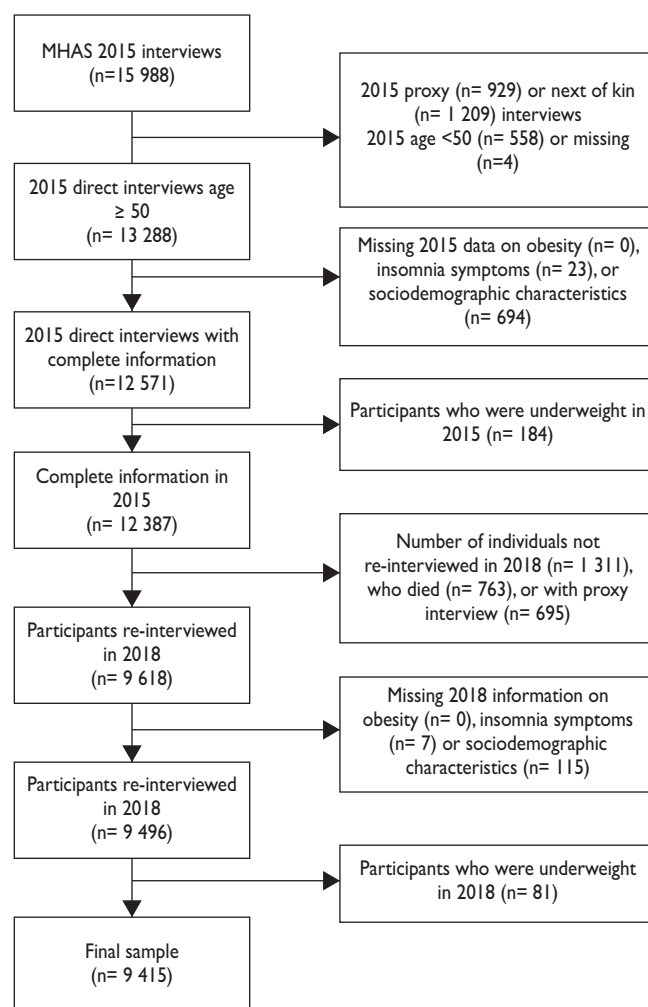 MHAS 2015 interviews
(n=15 988)
2015 proxy (n= 929) or next of kin
(n= 1 209) interviews
2015 age <50 (n= 558) or missing
(n=4)
2015 direct interviews age
≥ 50
(n= 13 288)
Missing 2015 data on obesity (n= 0),
insomnia symptoms (n= 23), or
sociodemographic characteristics
(n= 694)
2015 direct interviews with
complete information
(n=12 571)
Participants who were underweight in
2015 (n= 184)
Complete information in
2015
(n= 12 387)
Number of individuals not
re-interviewed in 2018 (n= 1 311),
who died (n= 763), or with proxy
interview (n= 695)
Participants re-interviewed
in 2018
(n= 9 618)
Missing 2018 information on
obesity (n= 0), insomnia symptoms
(n= 7) or sociodemographic
characteristics (n= 115)
Participants re-interviewed
in 2018
(n= 9 496)
Participants who were underweight
in 2018 (n= 81)
Final sample
(n= 9 415)